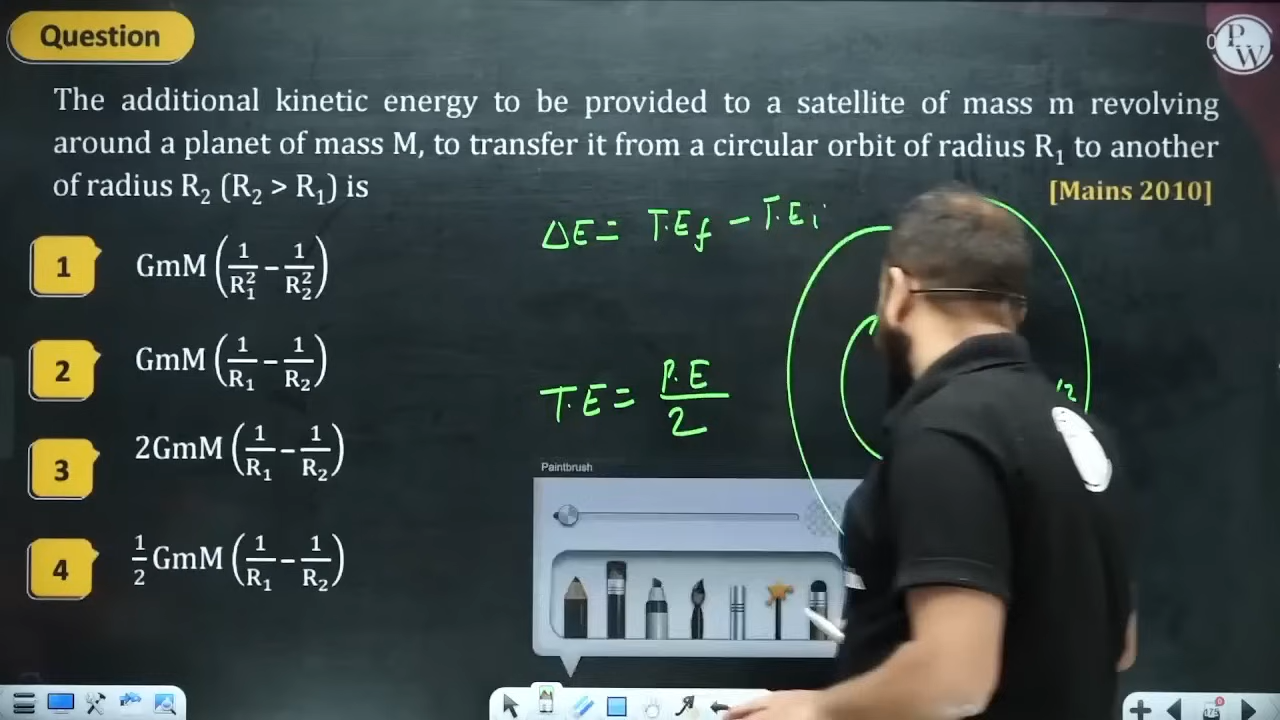 Question
PW
The additional kinetic energy to be provided to a satellite of mass m revolving
around a planet of mass M, to transfer it from a circular orbit of radius R₁ to another
of radius R₂ (R₂ > R₁) is
[Mains 2010]
1 GmM (1/R₁² − 1/R₂²)
2 GmM (1/R₁ − 1/R₂)
3 2GmM (1/R₁ − 1/R₂)
4 1/2 GmM (1/R₁ − 1/R₂)
ΔE = T.E_f − T.E_i
T.E = P.E/2
Paintbrush
175